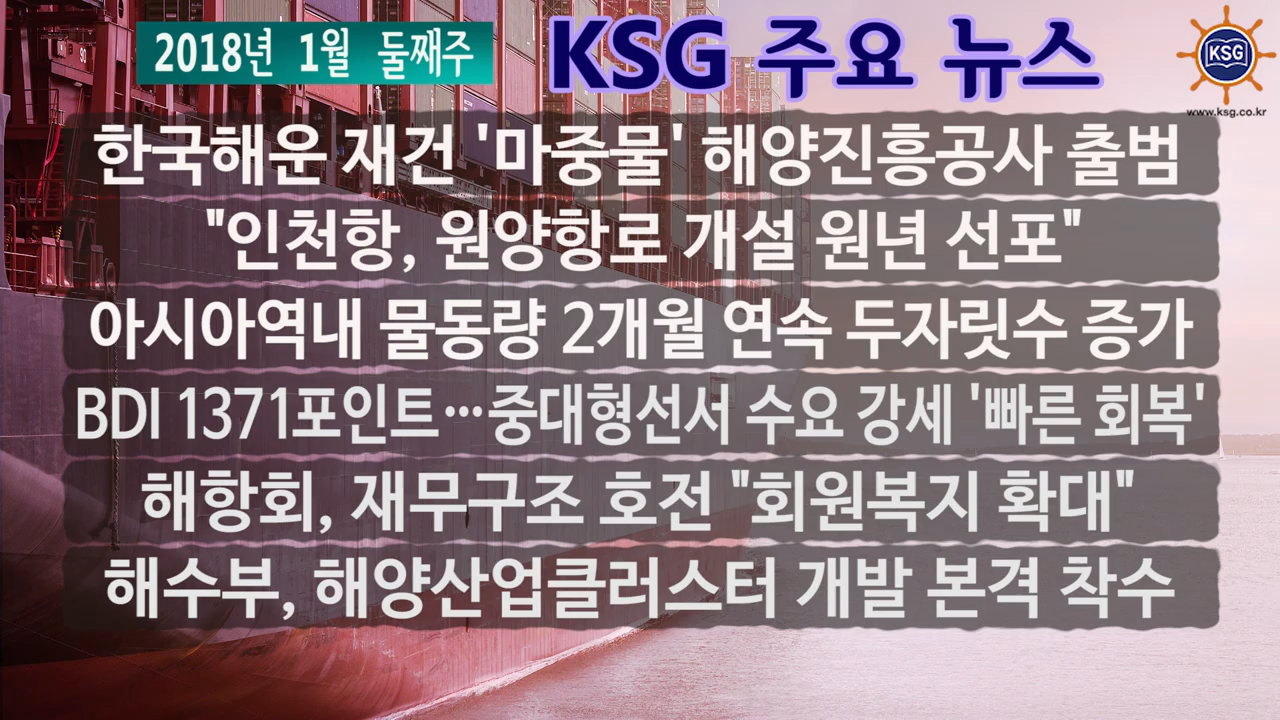 2018년 1월 둘째주
KSG 주요 뉴스
KSG
www.ksg.co.kr
한국해운 재건 '마중물' 해양진흥공사 출범
"인천항, 원양항로 개설 원년 선포"
아시아역내 물동량 2개월 연속 두자릿수 증가
BDI 1371포인트…중대형선서 수요 강세 '빠른 회복'
해항회, 재무구조 호전 "회원복지 확대"
해수부, 해양산업클러스터 개발 본격 착수